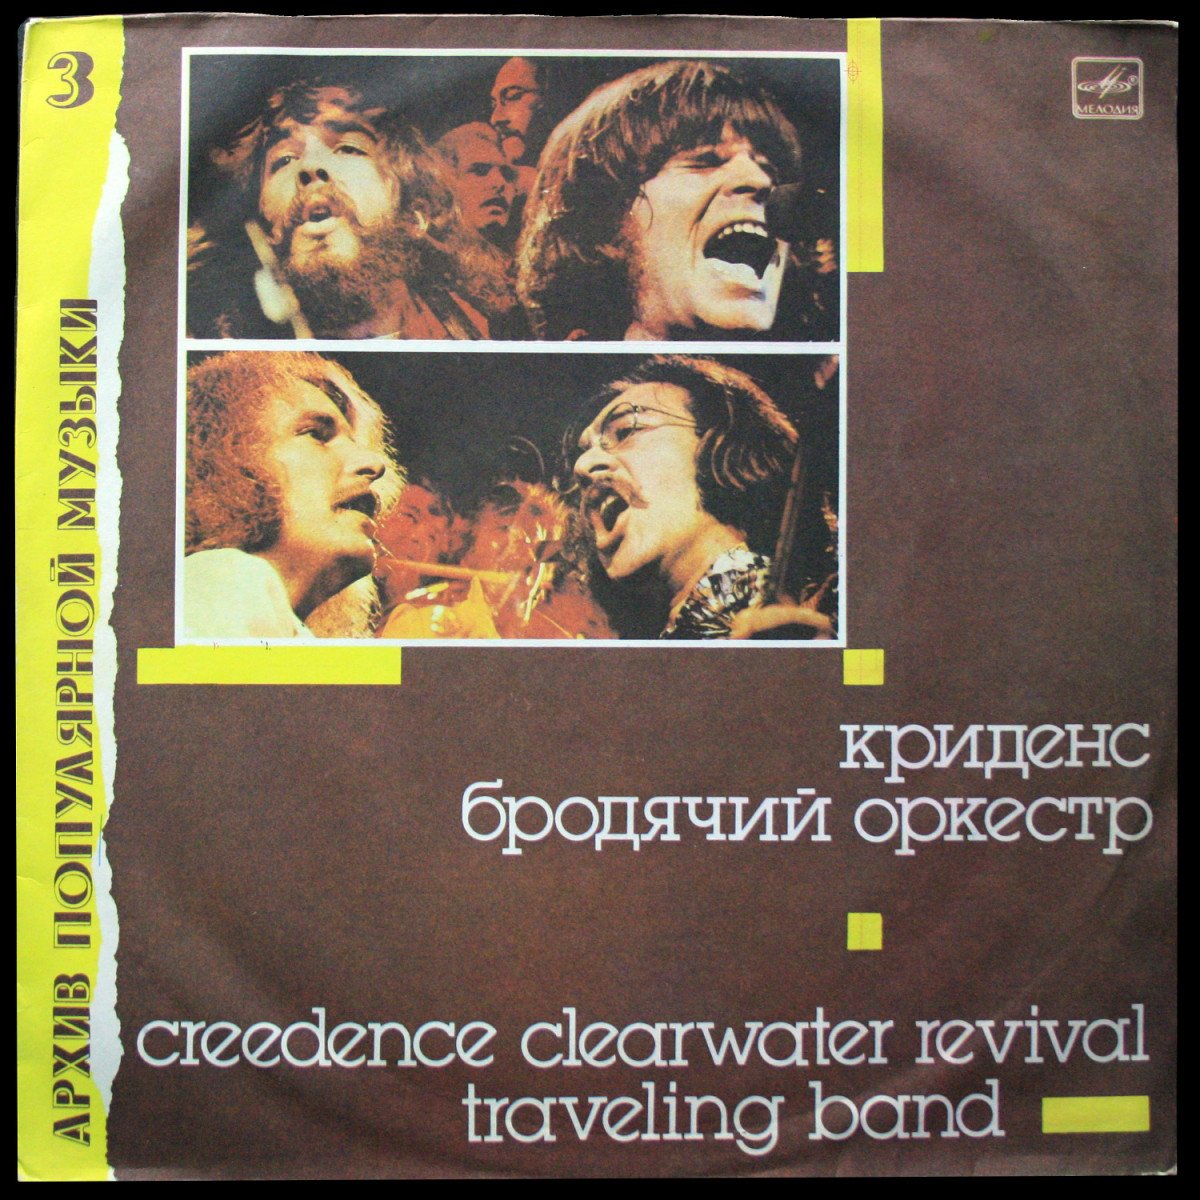 3
АРХИВ ПОПУЛЯРНОЙ МУЗЫКИ
МЕЛОДИЯ
криденс
бродячий оркестр
creedence clearwater revival
traveling band